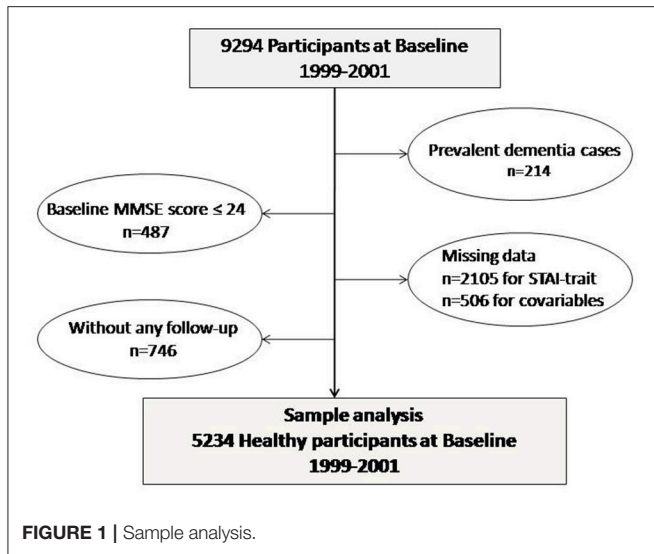 9294 Participants at Baseline
1999-2001
Prevalent dementia cases
n=214
Baseline MMSE score ≤ 24
n=487
Missing data
n=2105 for STAI-trait
n=506 for covariables
Without any follow-up
n=746
Sample analysis
5234 Healthy participants at Baseline
1999-2001
FIGURE 1 | Sample analysis.